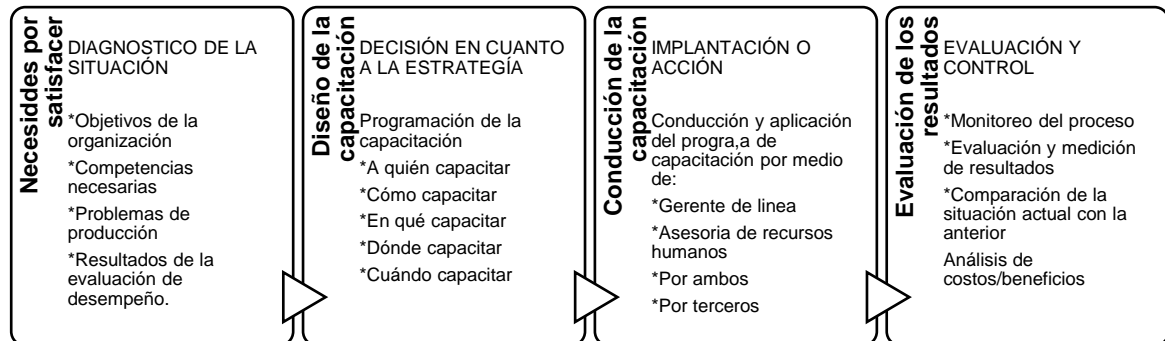 Necesiddes por
satisfacer
DIAGNOSTICO DE LA
SITUACIÓN
*Objetivos de la
organización
*Competencias
necesarias
*Problemas de
producción
*Resultados de la
evaluación de
desempeño.
Diseño de la
capacitación
DECISIÓN EN CUANTO
A LA ESTRATEGÍA
Programación de la
capacitación
*A quién capacitar
*Cómo capacitar
*En qué capacitar
*Dónde capacitar
*Cuándo capacitar
Conducción de la
capacitación
IMPLANTACIÓN O
ACCIÓN
Conducción y aplicación
del progra,a de
capacitación por medio
de:
*Gerente de linea
*Asesoria de recursos
humanos
*Por ambos
*Por terceros
Evaluación de los
resultados
EVALUACIÓN Y
CONTROL
*Monitoreo del proceso
*Evaluación y medición
de resultados
*Comparación de la
situación actual con la
anterior
Análisis de
costos/beneficios